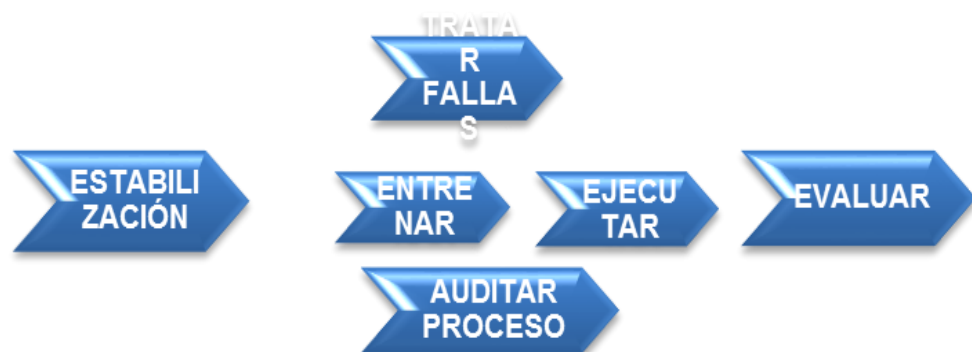 TRATA
R
FALLA
S
ESTABILI
ZACIÓN
ENTRE
NAR
EJECU
TAR
EVALUAR
AUDITAR
PROCESO